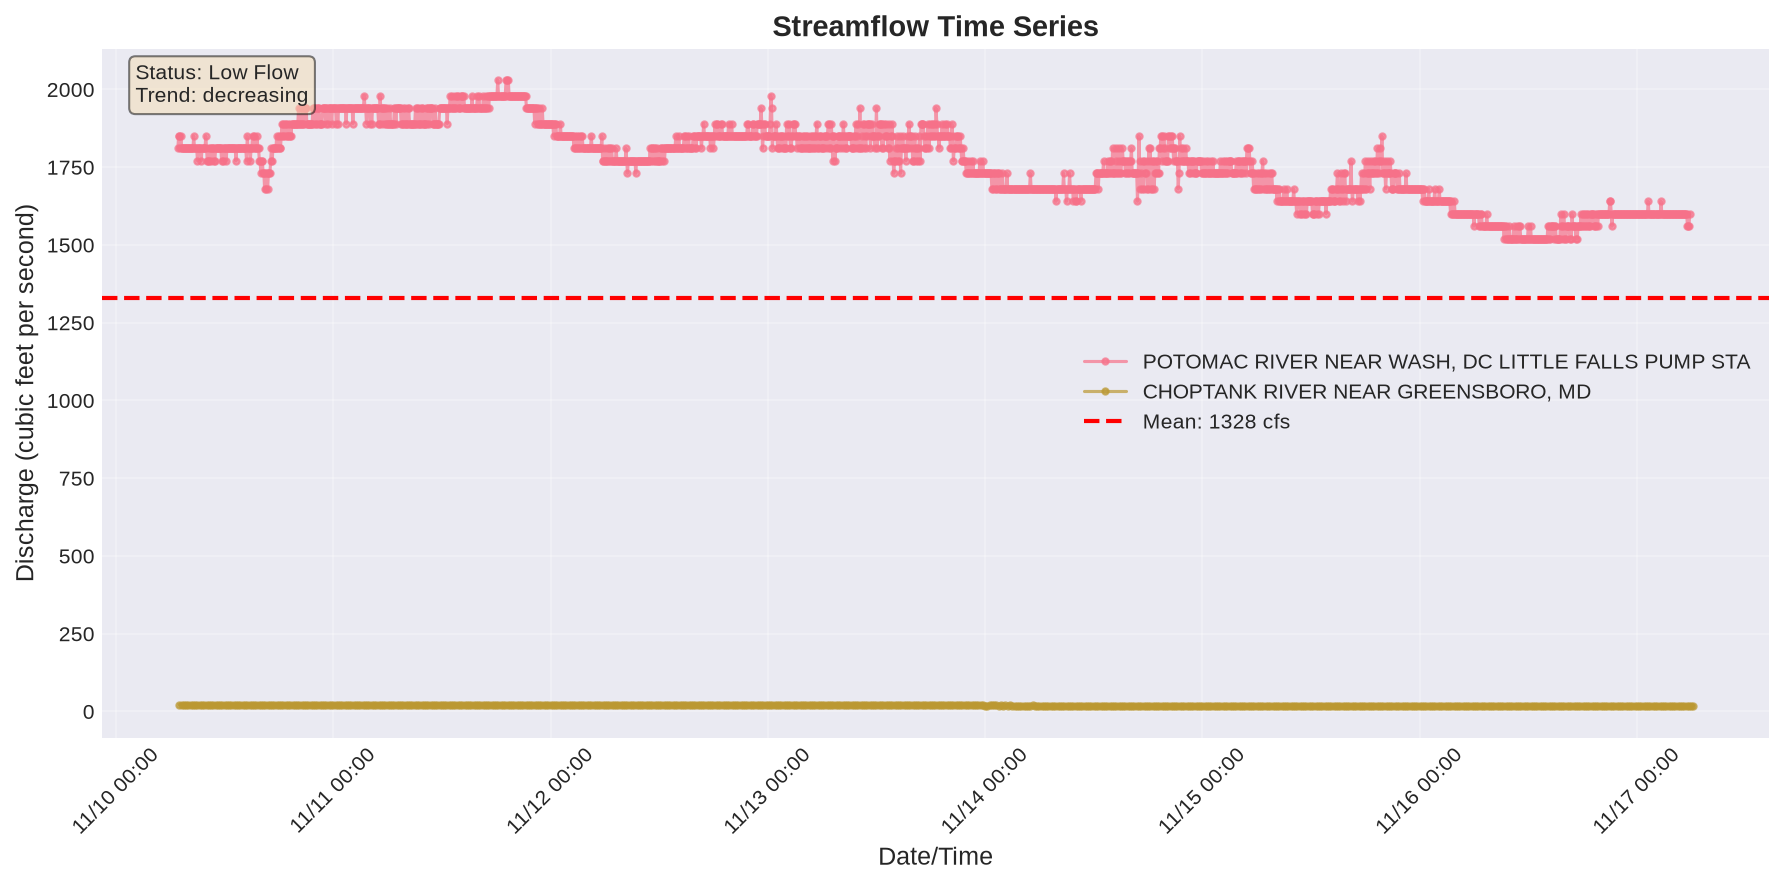 Streamflow Time Series
Status: Low Flow
Trend: decreasing
Discharge (cubic feet per second)
2000
1750
1500
1250
1000
750
500
250
0
POTOMAC RIVER NEAR WASH, DC LITTLE FALLS PUMP STA
CHOPTANK RIVER NEAR GREENSBORO, MD
Mean: 1328 cfs
11/10 00:00
11/11 00:00
11/12 00:00
11/13 00:00
11/14 00:00
11/15 00:00
11/16 00:00
11/17 00:00
Date/Time